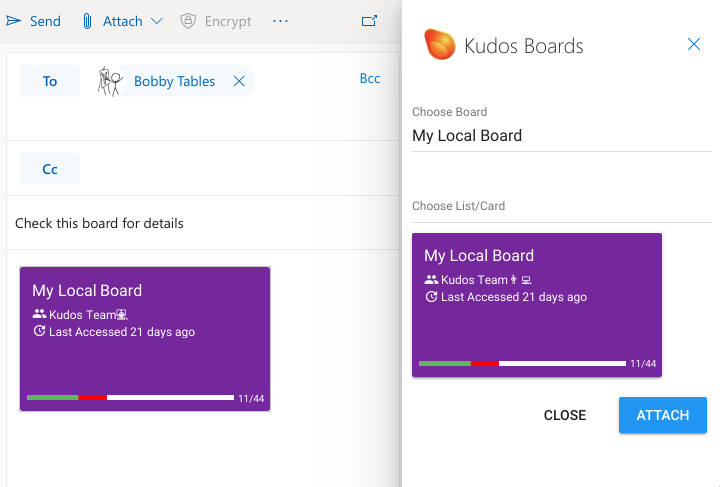 Send Attach Encrypt ...
To Bobby Tables Bcc
Cc
Check this board for details
My Local Board
Kudos Team
Last Accessed 21 days ago
11/44
Kudos Boards
Choose Board
My Local Board
Choose List/Card
My Local Board
Kudos Team
Last Accessed 21 days ago
11/44
CLOSE ATTACH